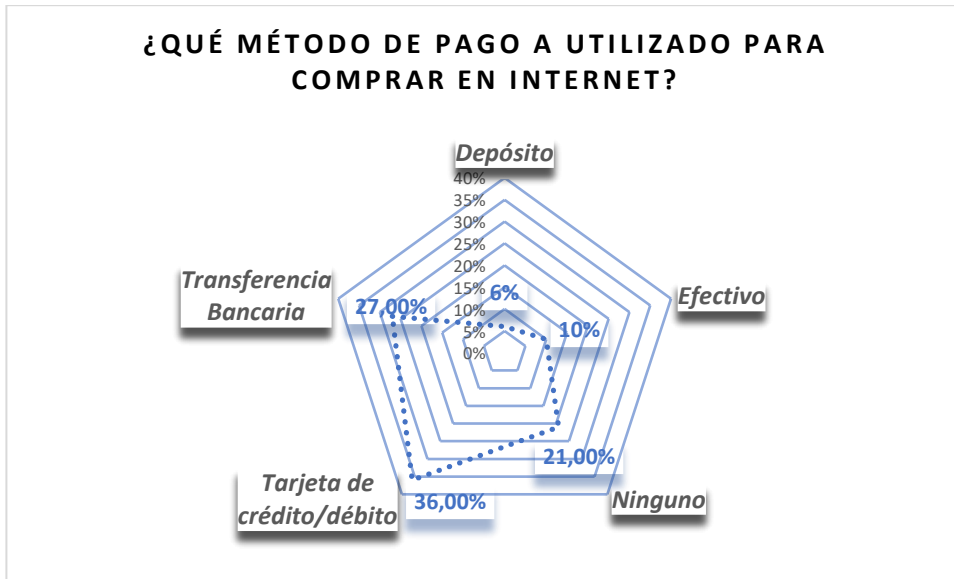 ¿QUÉ MÉTODO DE PAGO A UTILIZADO PARA
COMPRAR EN INTERNET?
Depósito
40%
35%
30%
25%
20%
15%
10%
5%
0%
6%
Efectivo
10%
Transferencia
Bancaria
27,00%
21,00%
Ninguno
Tarjeta de
crédito/débito
36,00%